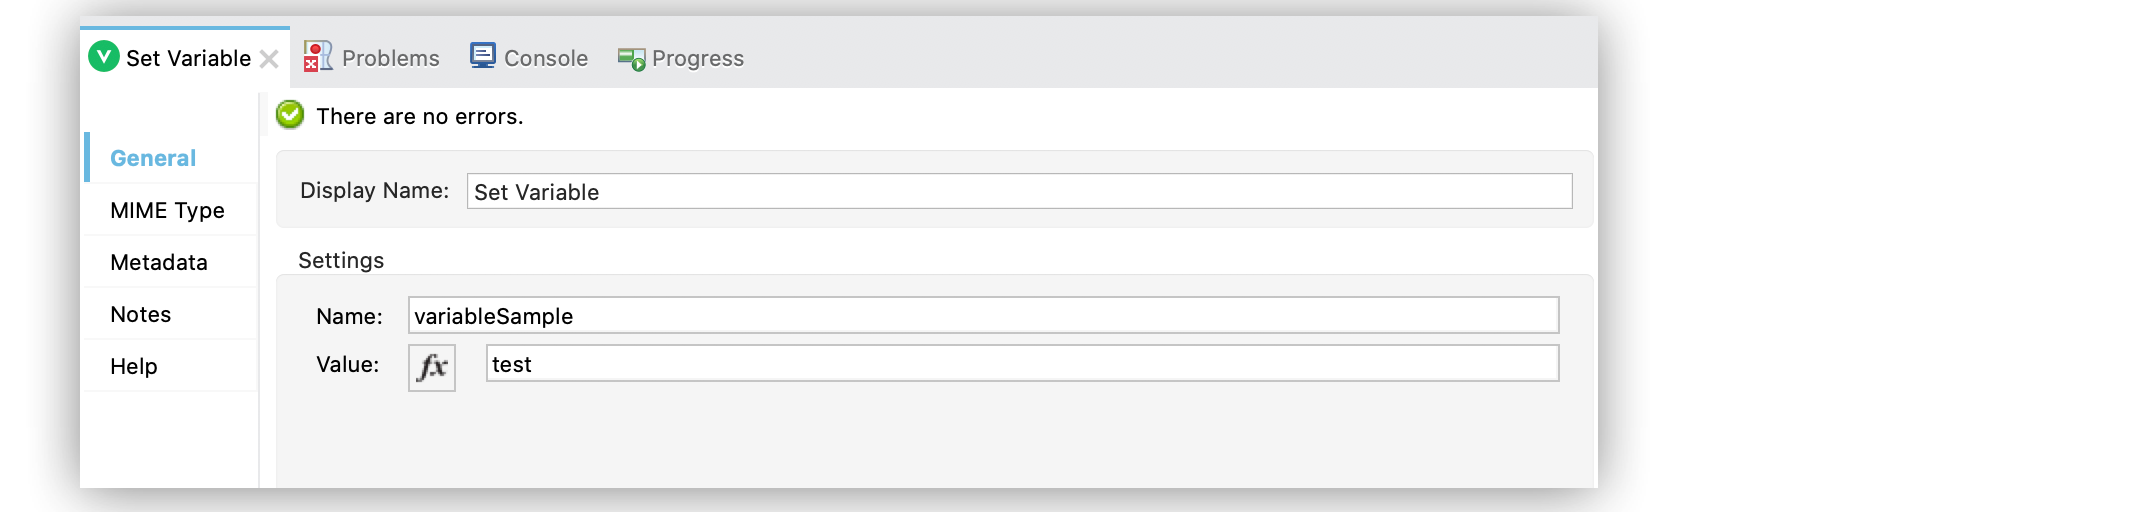 Set Variable
Problems
Console
Progress
There are no errors.
General
MIME Type
Metadata
Notes
Help
Display Name: Set Variable
Settings
Name: variableSample
Value: fx test